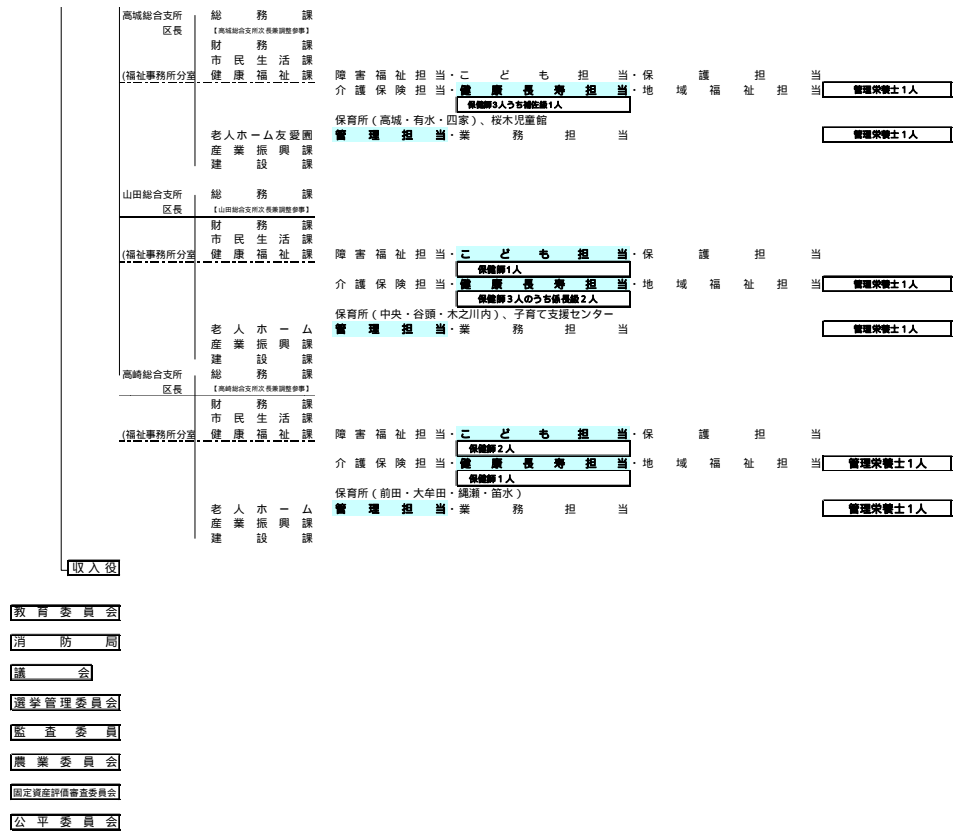 高城総合支所 総務課
区長 【高城総合支所次長兼調整参事】
財務課
市民生活課
(福祉事務所分室 健康福祉課 障害福祉担当・こども担当・保護担当
介護保険担当・健康長寿担当・地域福祉担当 管理栄養士1人
保健師3人うち補佐級1人
保育所(高城・有水・四家)、桜木児童館
老人ホーム友愛園 管理担当・業務担当 管理栄養士1人
産業振興課
建設課
山田総合支所 総務課
区長 【山田総合支所次長兼調整参事】
財務課
市民生活課
(福祉事務所分室 健康福祉課 障害福祉担当・こども担当・保護担当
保健師1人
介護保険担当・健康長寿担当・地域福祉担当 管理栄養士1人
保健師3人のうち係長級2人
保育所(中央・谷頭・木之川内)、子育て支援センター
老人ホーム 管理担当・業務担当 管理栄養士1人
産業振興課
建設課
高崎総合支所 総務課
区長 【高崎総合支所次長兼調整参事】
財務課
市民生活課
(福祉事務所分室 健康福祉課 障害福祉担当・こども担当・保護担当
保健師2人
介護保険担当・健康長寿担当・地域福祉担当 管理栄養士1人
保健師1人
保育所(前田・大牟田・縄瀬・笛水)
老人ホーム 管理担当・業務担当 管理栄養士1人
産業振興課
建設課
収入役
教育委員会
消防局
議会
選挙管理委員会
監査委員
農業委員会
固定資産評価審査委員会
公平委員会